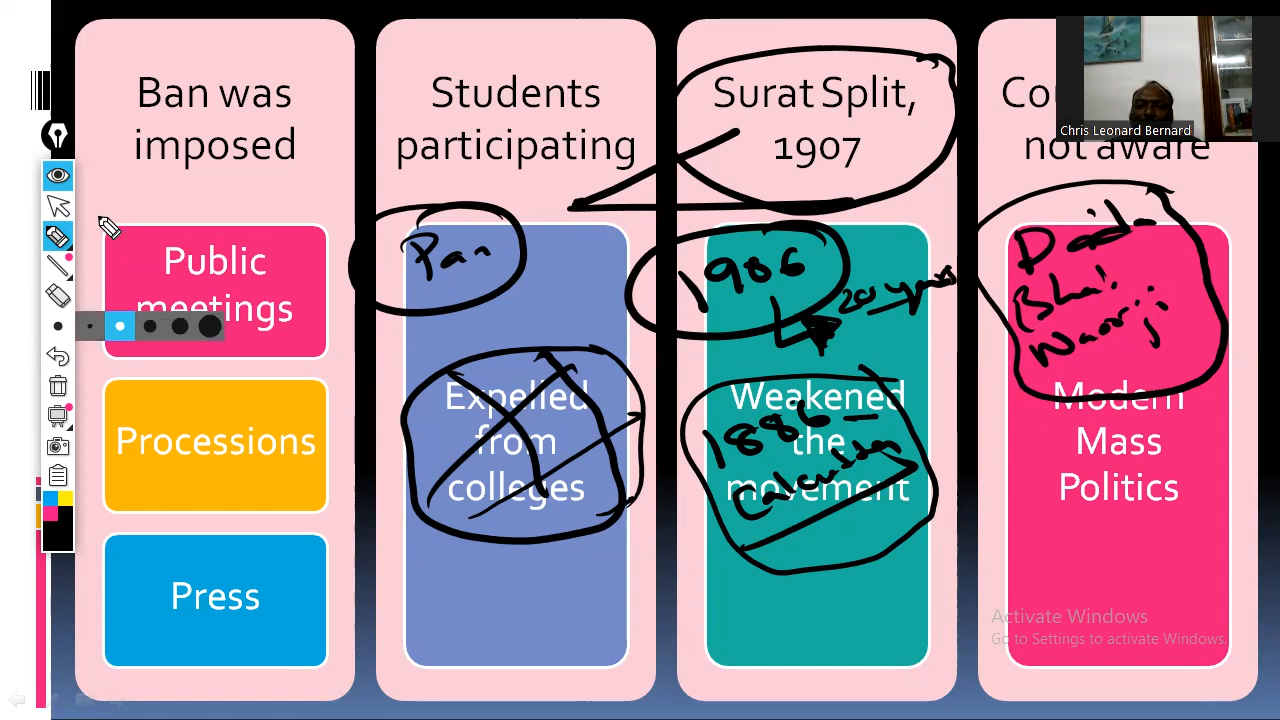 Ban was
imposed
Public
meetings
Processions
Press
Students
participating
Pan
Expelled
from
colleges
Surat Split,
1907
1986
20 years
Weakened
the
movement
1886 –
Calcutta
Co
not aware
Dada
Bhai
Naoroji
Modern
Mass
Politics
Chris Leonard Bernard
Activate Windows
Go to Settings to activate Windows.